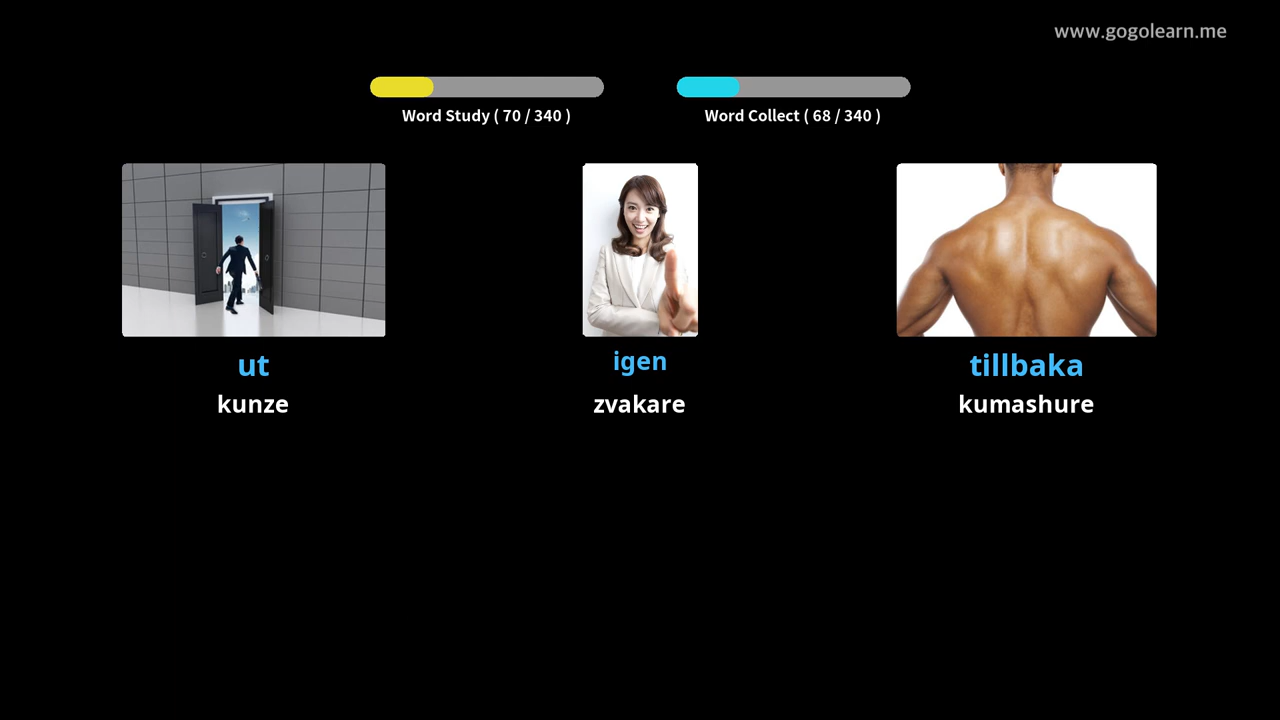 www.gogolearn.me
Word Study ( 70 / 340 )
Word Collect ( 68 / 340 )
ut
kunze
igen
zvakare
tillbaka
kumashure